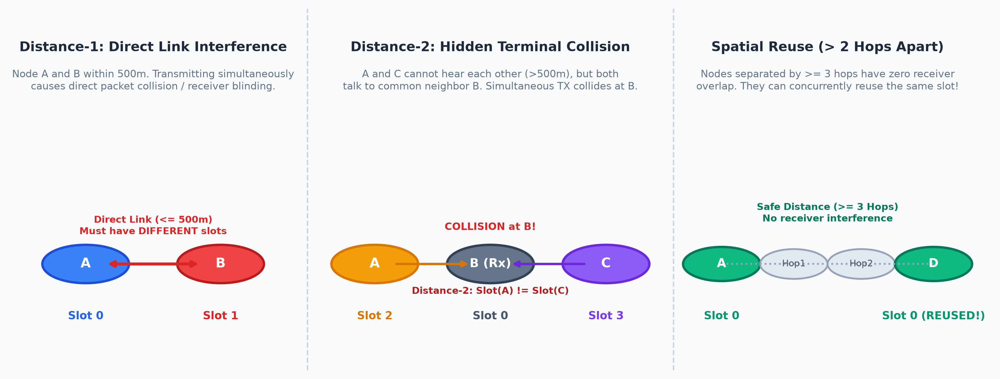 Distance-1: Direct Link Interference
Node A and B within 500m. Transmitting simultaneously
causes direct packet collision / receiver blinding.
Direct Link (<= 500m)
Must have DIFFERENT slots
A
B
Slot 0
Slot 1
Distance-2: Hidden Terminal Collision
A and C cannot hear each other (>500m), but both
talk to common neighbor B. Simultaneous TX collides at B.
COLLISION at B!
A
B (Rx)
C
Distance-2: Slot(A) != Slot(C)
Slot 2
Slot 0
Slot 3
Spatial Reuse (> 2 Hops Apart)
Nodes separated by >= 3 hops have zero receiver
overlap. They can concurrently reuse the same slot!
Safe Distance (>= 3 Hops)
No receiver interference
A
Hop1
Hop2
D
Slot 0
Slot 0 (REUSED!)